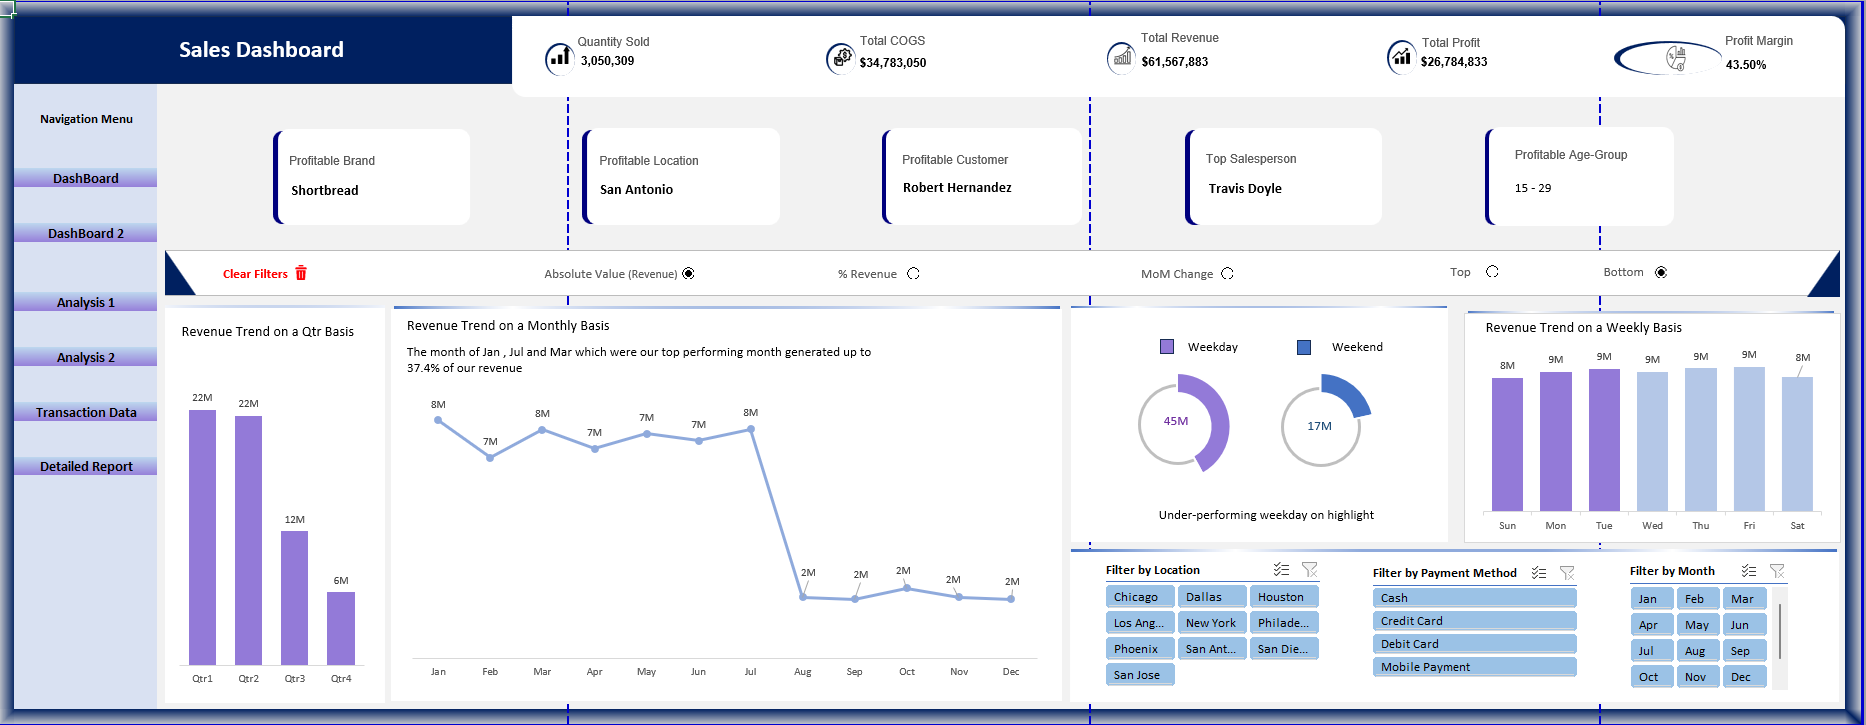 Sales Dashboard
Quantity Sold
3,050,309
Total COGS
$34,783,050
Total Revenue
$61,567,883
Total Profit
$26,784,833
Profit Margin
43.50%
Navigation Menu
DashBoard
DashBoard 2
Analysis 1
Analysis 2
Transaction Data
Detailed Report
Profitable Brand
Shortbread
Profitable Location
San Antonio
Profitable Customer
Robert Hernandez
Top Salesperson
Travis Doyle
Profitable Age-Group
15 - 29
Clear Filters
Absolute Value (Revenue)
% Revenue
MoM Change
Top
Bottom
Revenue Trend on a Qtr Basis
22M
22M
12M
6M
Qtr1 Qtr2 Qtr3 Qtr4
Revenue Trend on a Monthly Basis
The month of Jan , Jul and Mar which were our top performing month generated up to
37.4% of our revenue
8M 7M 8M 7M 7M 7M 8M 2M 2M 2M 2M 2M
Jan Feb Mar Apr May Jun Jul Aug Sep Oct Nov Dec
Weekday Weekend
45M 17M
Under-performing weekday on highlight
Revenue Trend on a Weekly Basis
8M 9M 9M 9M 9M 9M 8M
Sun Mon Tue Wed Thu Fri Sat
Filter by Location
Chicago Dallas Houston
Los Ang... New York Philade...
Phoenix San Ant... San Die...
San Jose
Filter by Payment Method
Cash
Credit Card
Debit Card
Mobile Payment
Filter by Month
Jan Feb Mar
Apr May Jun
Jul Aug Sep
Oct Nov Dec